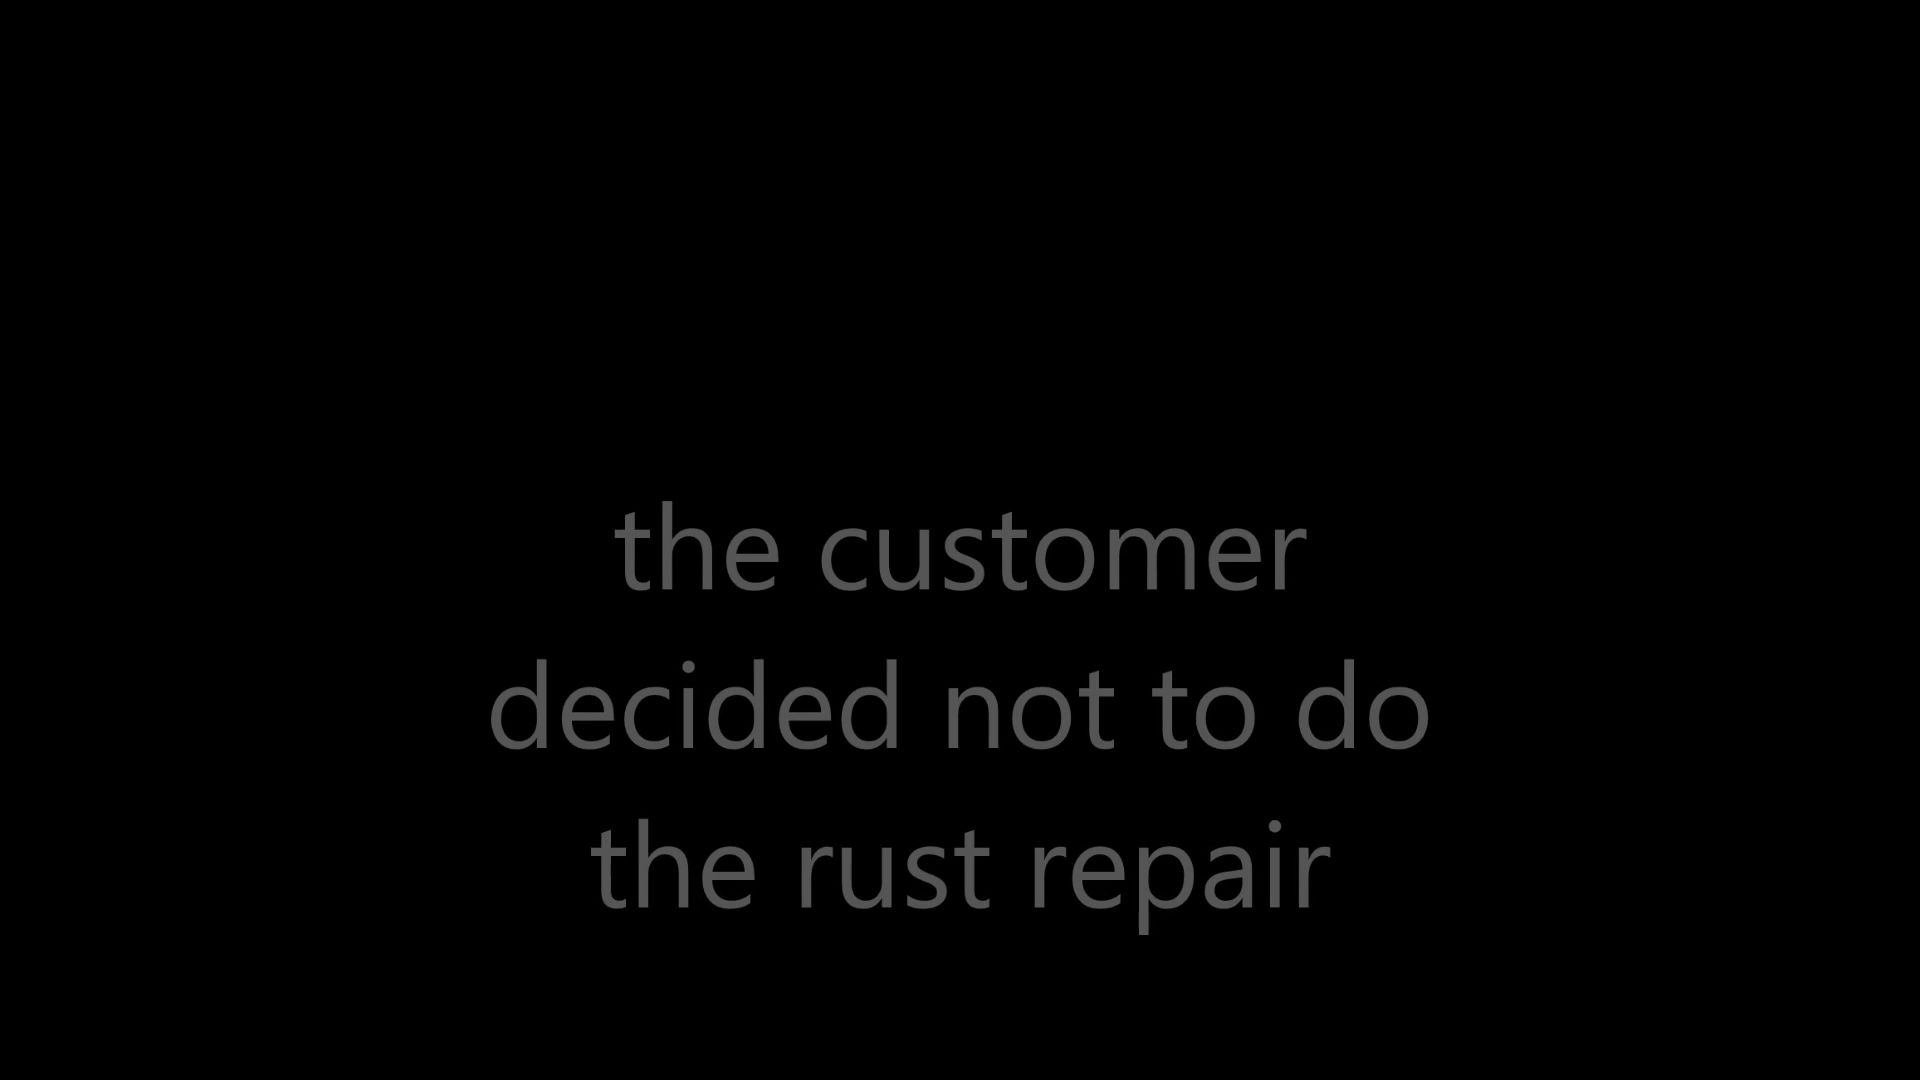 the customer
decided not to do
the rust repair